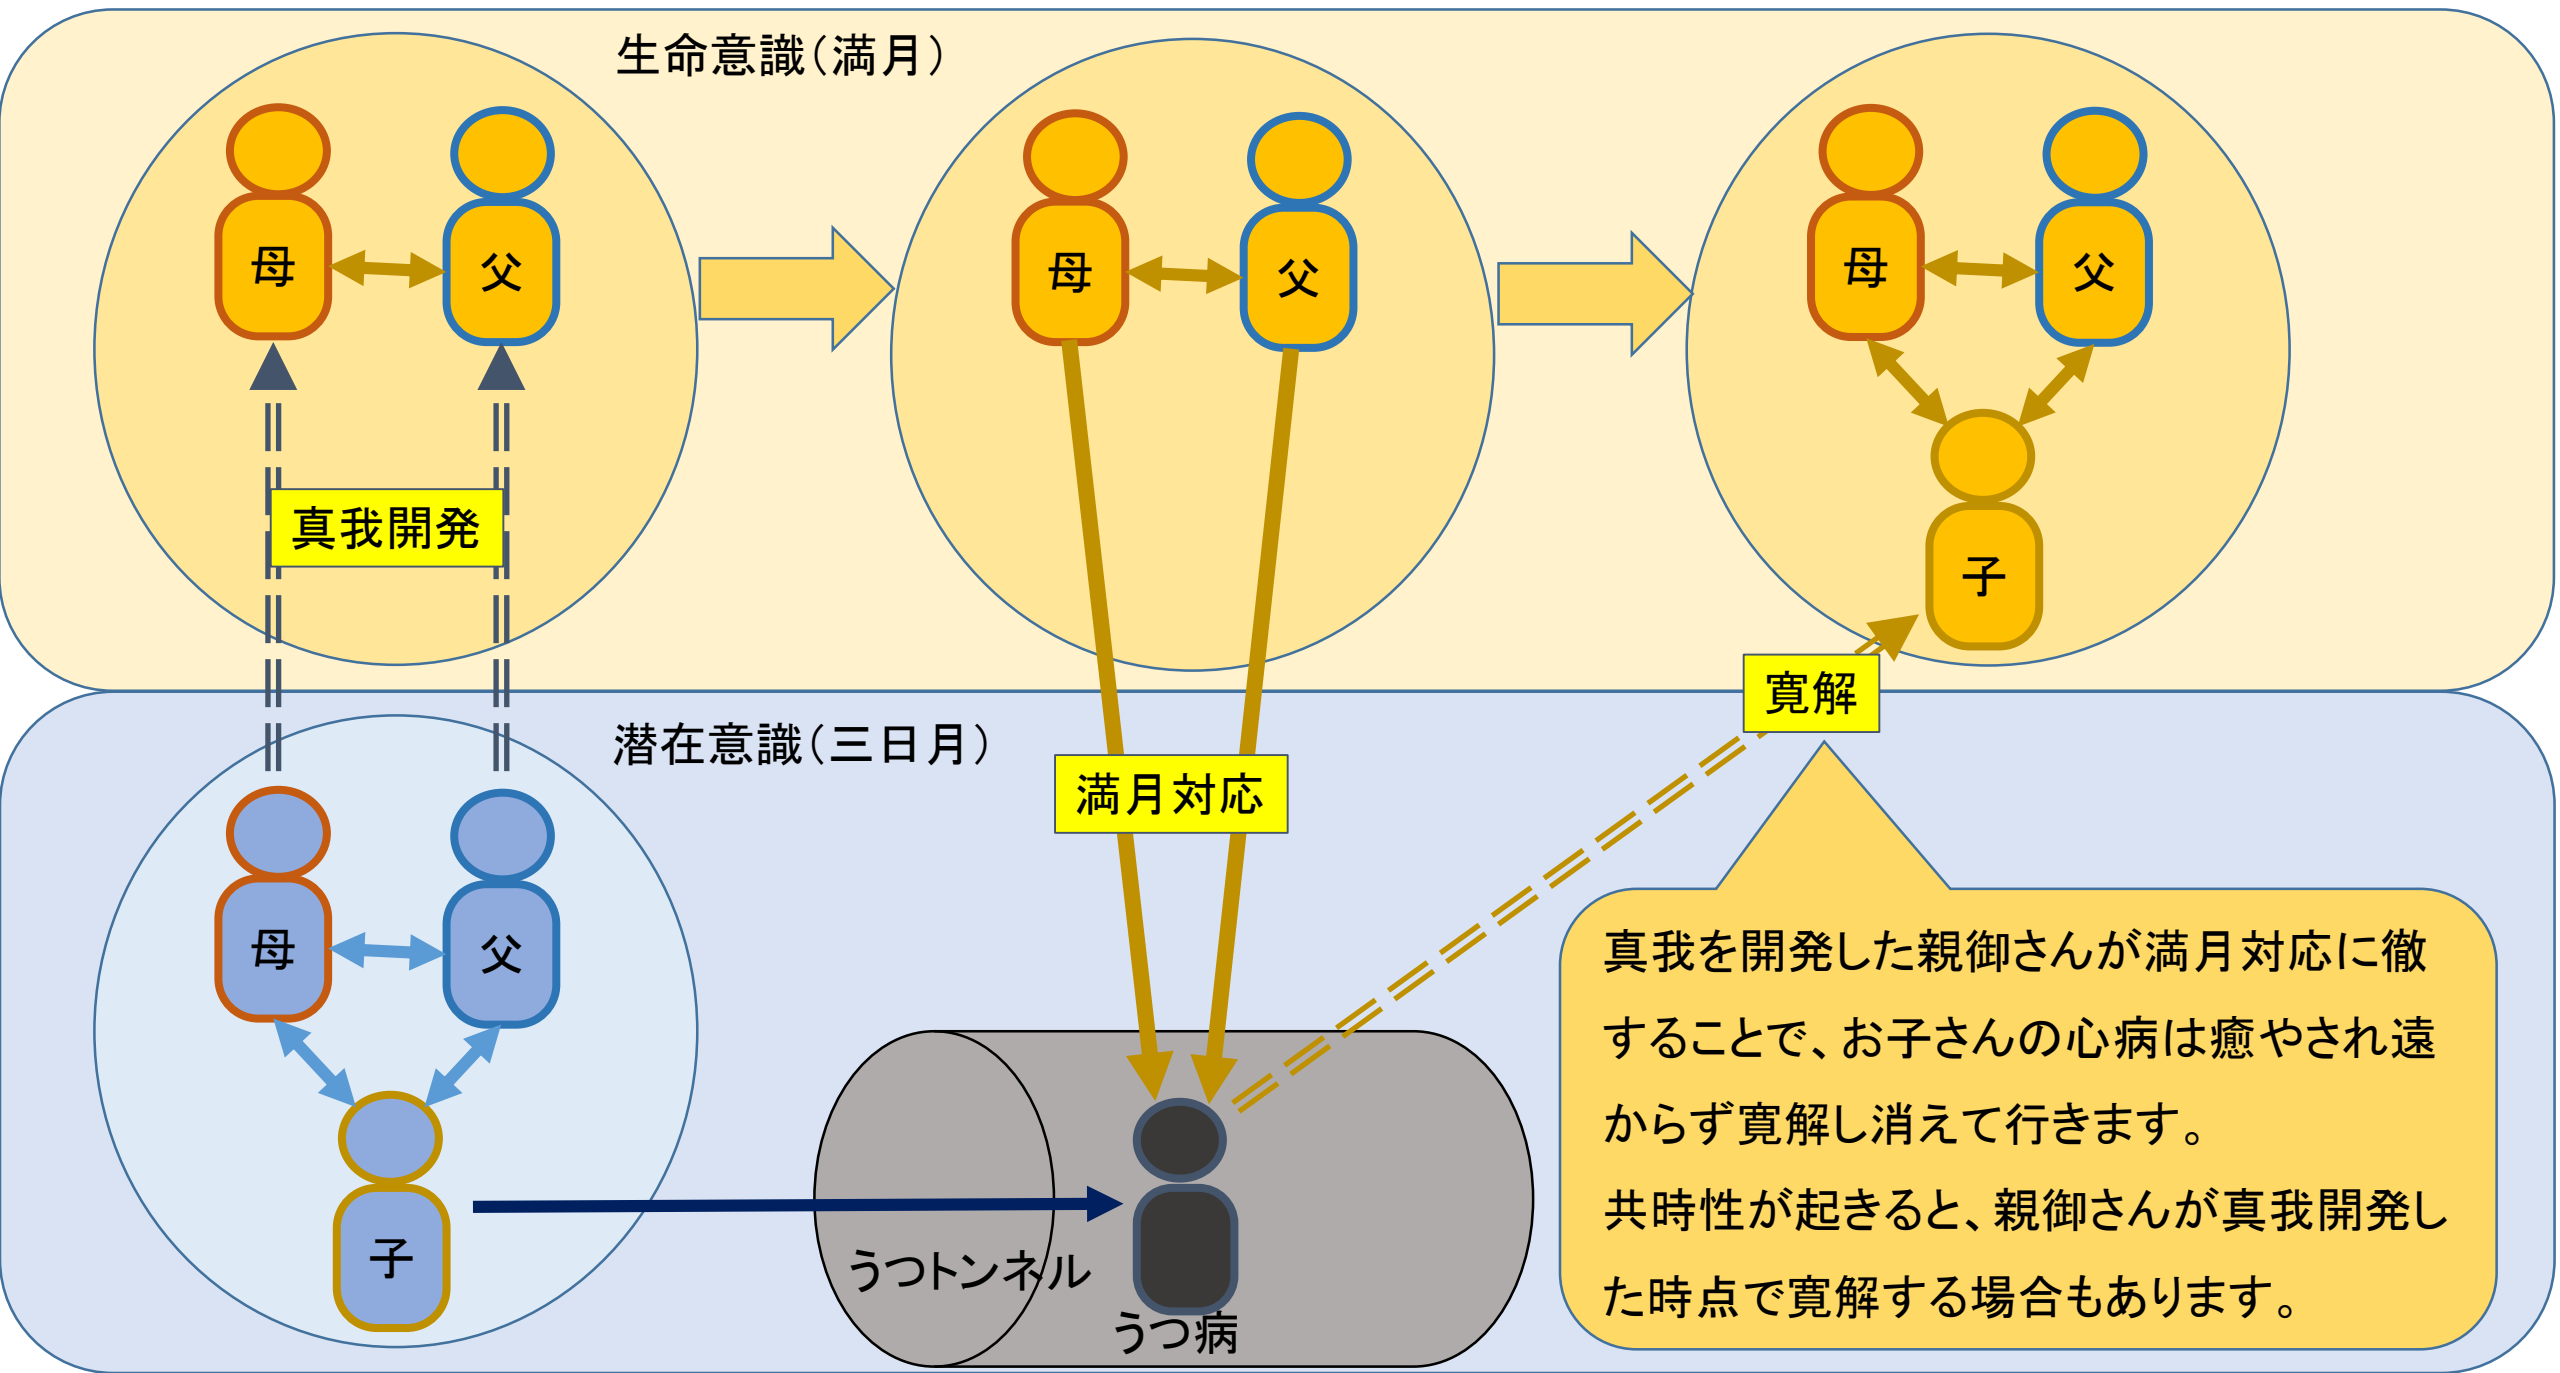 生命意識（満月）
母
父
母
父
母
父
子
真我開発
寛解
潜在意識（三日月）
満月対応
母
父
子
うつトンネル
うつ病
真我を開発した親御さんが満月対応に徹
することで、お子さんの心病は癒やされ遠
からず寛解し消えて行きます。
共時性が起きると、親御さんが真我開発し
た時点で寛解する場合もあります。